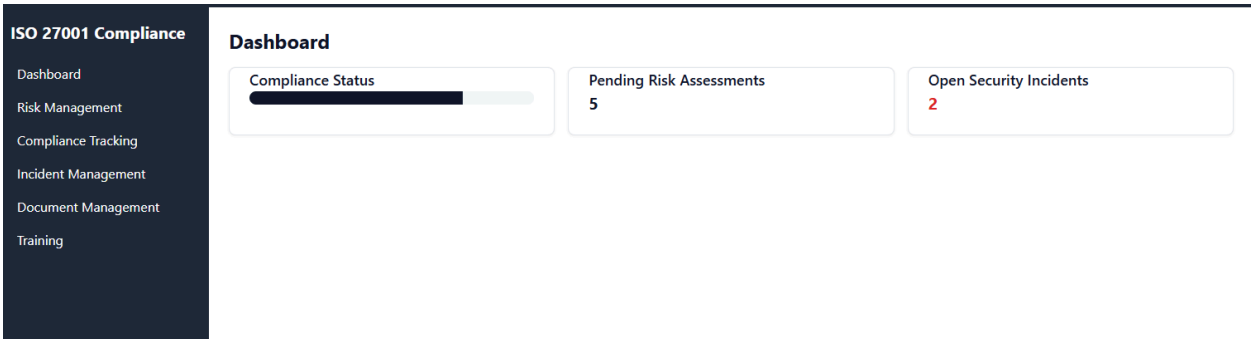 ISO 27001 Compliance
Dashboard
Risk Management
Compliance Tracking
Incident Management
Document Management
Training
Dashboard
Compliance Status
Pending Risk Assessments
5
Open Security Incidents
2